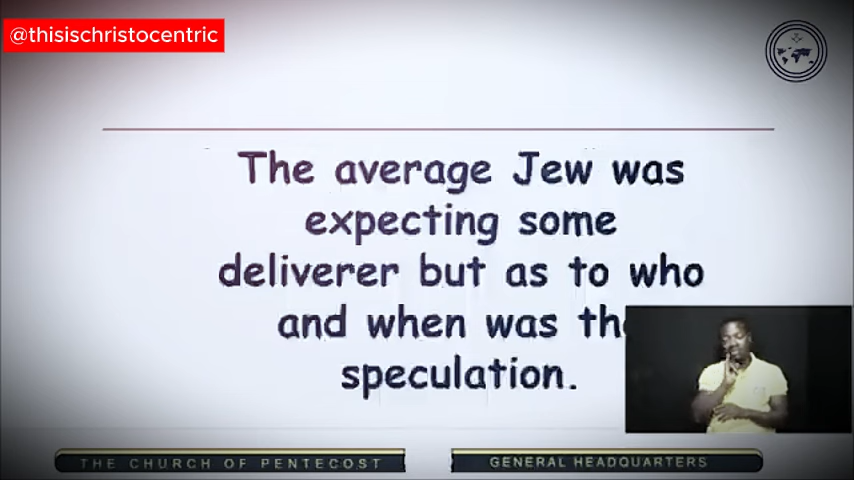 @thisischristocentric
The average Jew was
expecting some
deliverer but as to who
and when was
speculation.
THE CHURCH OF PENTECOST
GENERAL HEADQUARTERS